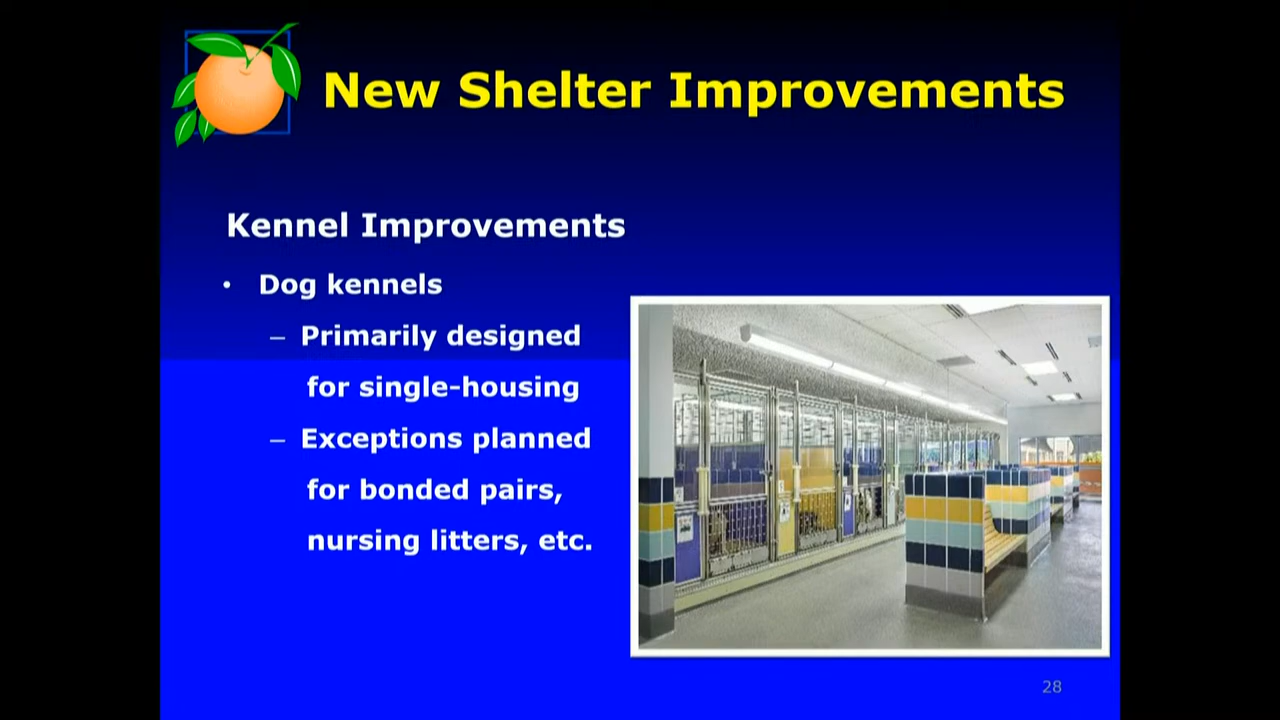 New Shelter Improvements
Kennel Improvements
• Dog kennels
– Primarily designed
for single-housing
– Exceptions planned
for bonded pairs,
nursing litters, etc.
28